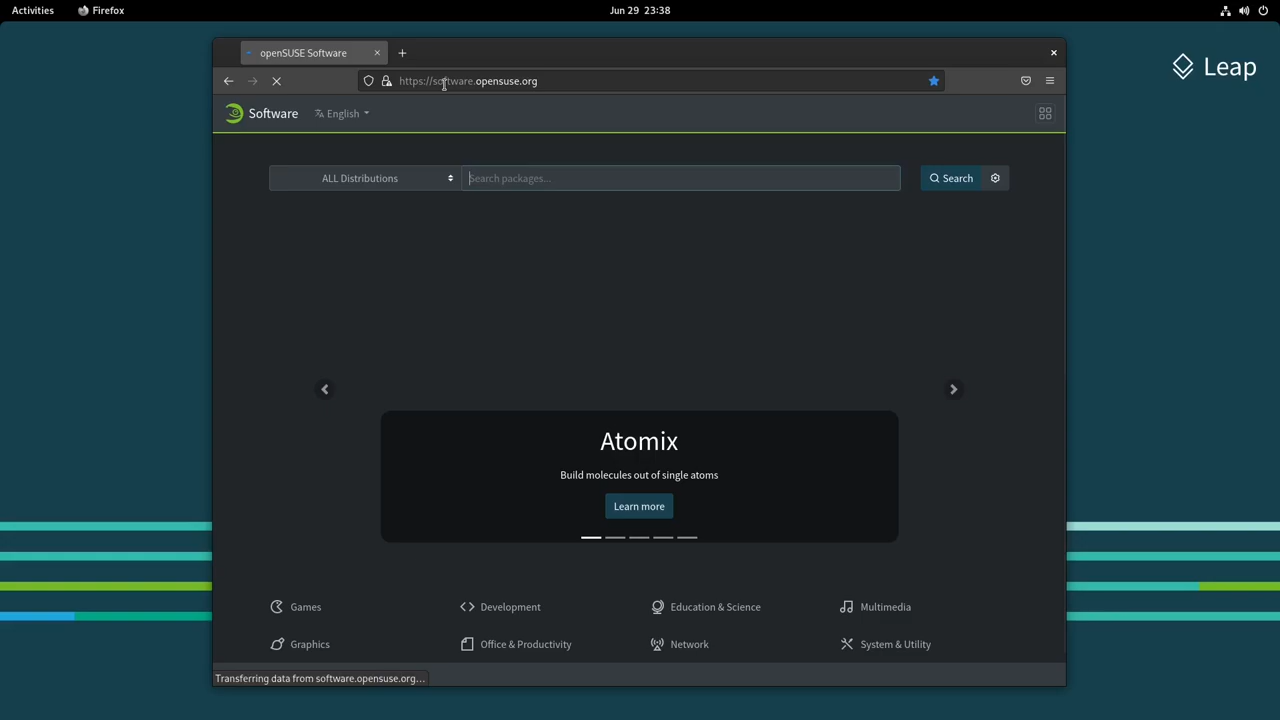 Activities Firefox Jun 29 23:38
openSUSE Software
Leap
https://software.opensuse.org
Software English
ALL Distributions Search packages... Search
Atomix
Build molecules out of single atoms
Learn more
Games Development Education & Science Multimedia
Graphics Office & Productivity Network System & Utility
Transferring data from software.opensuse.org…